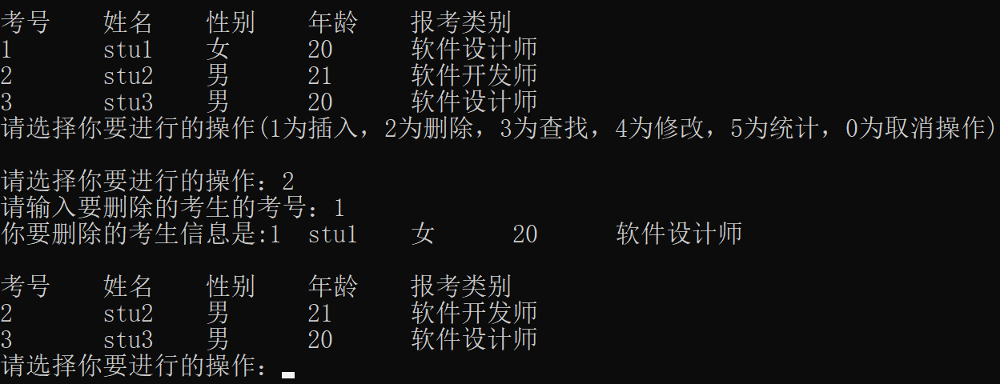 考号 姓名 性别 年龄 报考类别
1 stu1 女 20 软件设计师
2 stu2 男 21 软件开发师
3 stu3 男 20 软件设计师
请选择你要进行的操作(1为插入，2为删除，3为查找，4为修改，5为统计，0为取消操作)
请选择你要进行的操作：2
请输入要删除的考生的考号：1
你要删除的考生信息是:1 stu1 女 20 软件设计师
考号 姓名 性别 年龄 报考类别
2 stu2 男 21 软件开发师
3 stu3 男 20 软件设计师
请选择你要进行的操作：